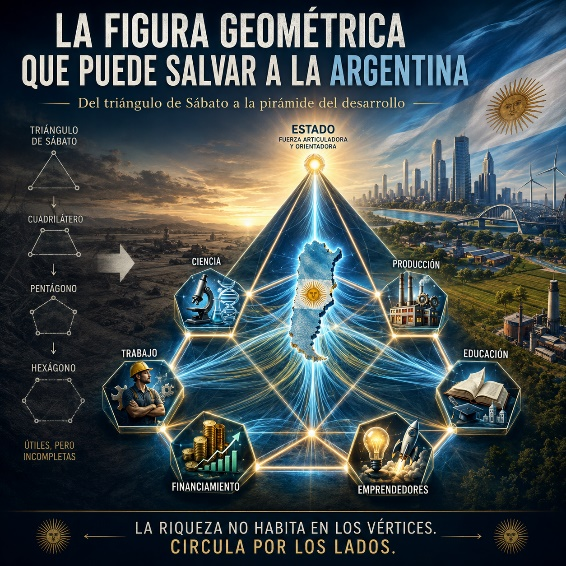 LA FIGURA GEOMÉTRICA
QUE PUEDE SALVAR A LA ARGENTINA
Del triángulo de Sábato a la pirámide del desarrollo
TRIÁNGULO
DE SÁBATO
CUADRILÁTERO
PENTÁGONO
HEXÁGONO
ÚTILES, PERO
INCOMPLETAS
ESTADO
FUERZA ARTICULADORA
Y ORIENTADORA
CIENCIA
PRODUCCIÓN
TRABAJO
EDUCACIÓN
FINANCIAMIENTO
EMPRENDEDORES
LA RIQUEZA NO HABITA EN LOS VÉRTICES.
CIRCULA POR LOS LADOS.